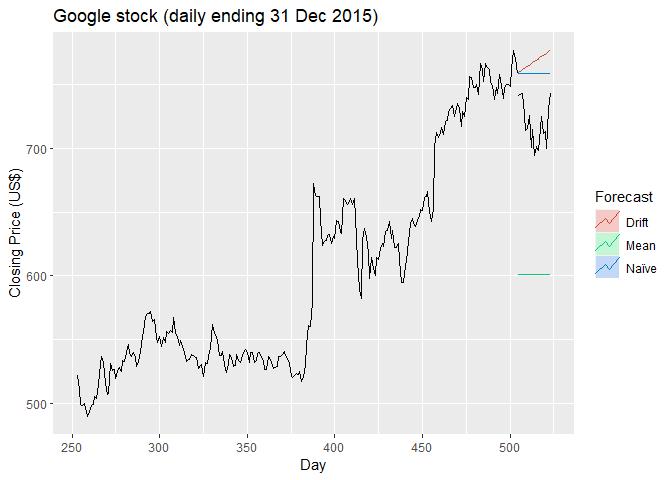 Google stock (daily ending 31 Dec 2015)
Closing Price (US$)
700
600
500
250
300
350
400
450
500
Day
Forecast
Drift
Mean
Naïve